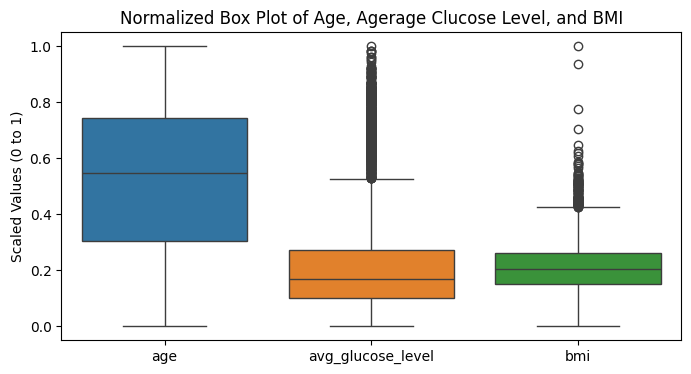 Normalized Box Plot of Age, Agerage Clucose Level, and BMI
Scaled Values (0 to 1)
1.0
0.8
0.6
0.4
0.2
0.0
age
avg_glucose_level
bmi